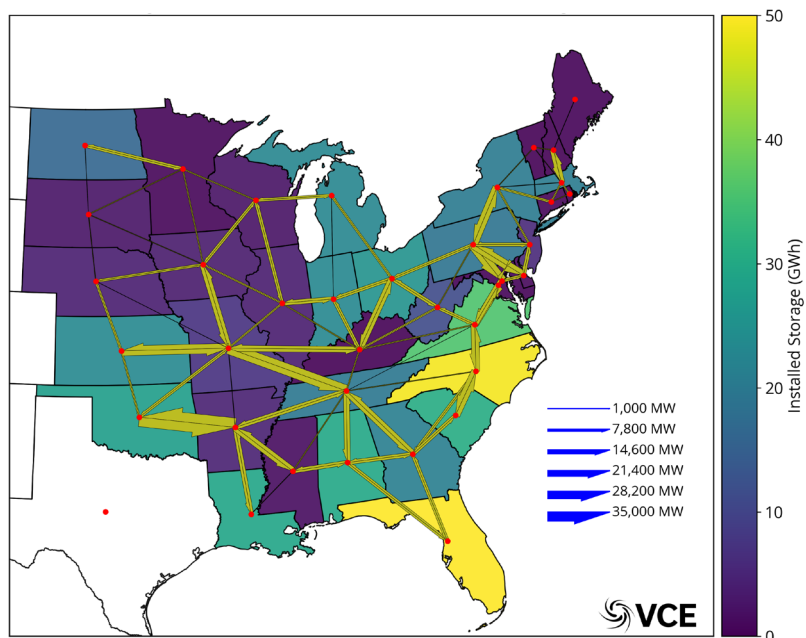 1,000 MW
7,800 MW
14,600 MW
21,400 MW
28,200 MW
35,000 MW
VCE
50
40
30
20
10
0
Installed Storage (GWh)